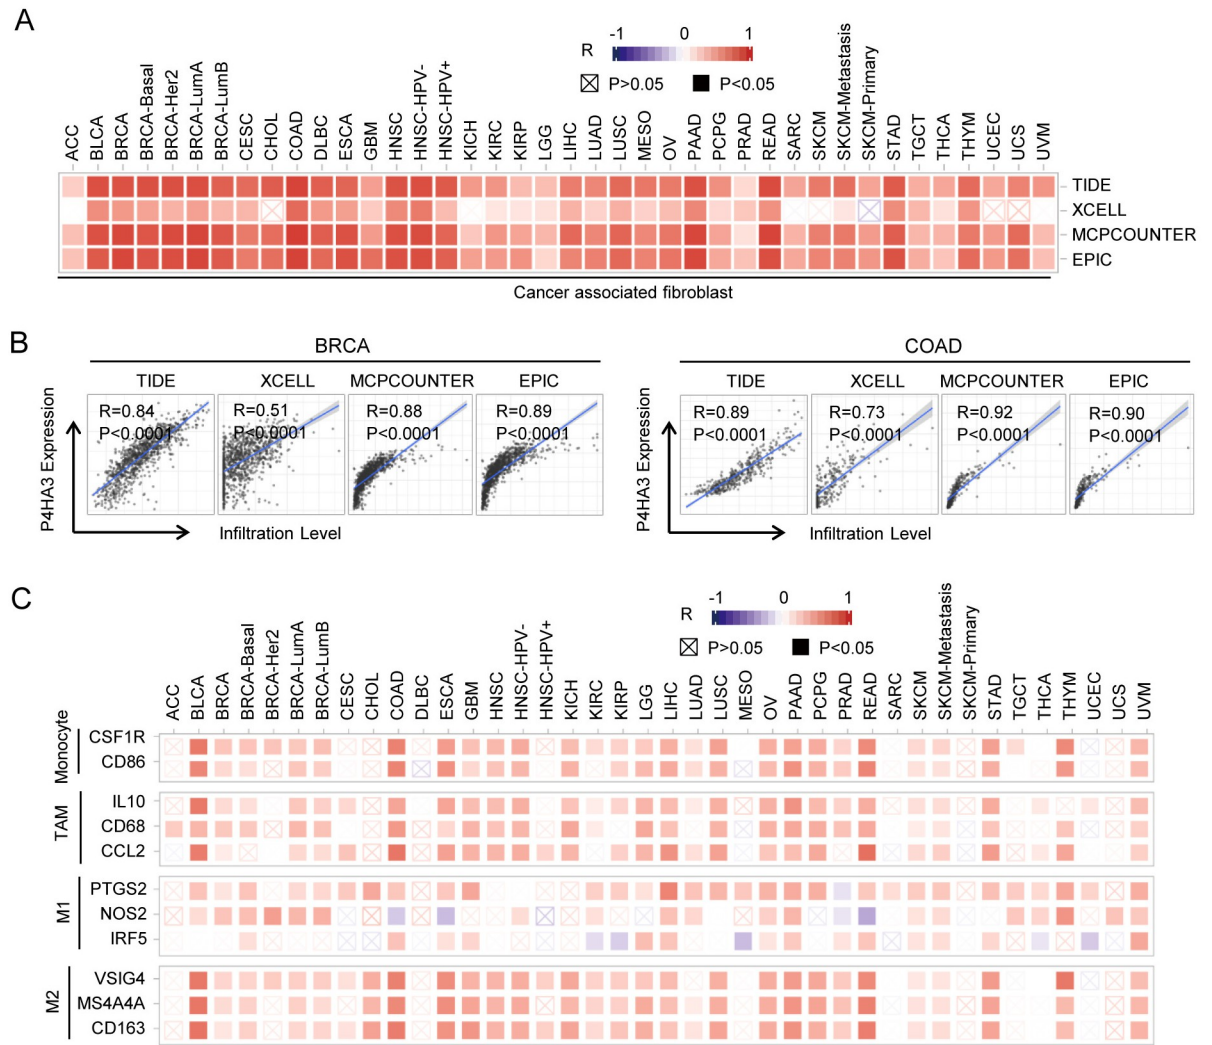 A
R
-1 0 1
P>0.05 P<0.05
ACC BLCA BRCA BRCA-Basal BRCA-Her2 BRCA-LumA BRCA-LumB CESC CHOL COAD DLBC ESCA GBM HNSC HNSC-HPV- HNSC-HPV+ KICH KIRC KIRP LGG LIHC LUAD LUSC MESO OV PAAD PCPG PRAD READ SARC SKCM SKCM-Metastasis SKCM-Primary STAD TGCT THCA THYM UCEC UCS UVM
TIDE
XCELL
MCPCOUNTER
EPIC
Cancer associated fibroblast
B
BRCA
TIDE XCELL MCPCOUNTER EPIC
R=0.84 R=0.51 R=0.88 R=0.89
P<0.0001 P<0.0001 P<0.0001 P<0.0001
P4HA3 Expression
Infiltration Level
COAD
TIDE XCELL MCPCOUNTER EPIC
R=0.89 R=0.73 R=0.92 R=0.90
P<0.0001 P<0.0001 P<0.0001 P<0.0001
P4HA3 Expression
Infiltration Level
C
R
-1 0 1
P>0.05 P<0.05
ACC BLCA BRCA BRCA-Basal BRCA-Her2 BRCA-LumA BRCA-LumB CESC CHOL COAD DLBC ESCA GBM HNSC HNSC-HPV- HNSC-HPV+ KICH KIRC KIRP LGG LIHC LUAD LUSC MESO OV PAAD PCPG PRAD READ SARC SKCM SKCM-Metastasis SKCM-Primary STAD TGCT THCA THYM UCEC UCS UVM
Monocyte
CSF1R
CD86
TAM
IL10
CD68
CCL2
M1
PTGS2
NOS2
IRF5
M2
VSIG4
MS4A4A
CD163